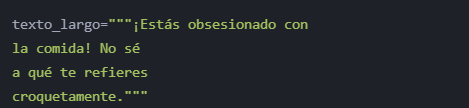 texto_largo="""¡Estás obsesionado con
la comida! No sé
a qué te refieres
croquetamente."""